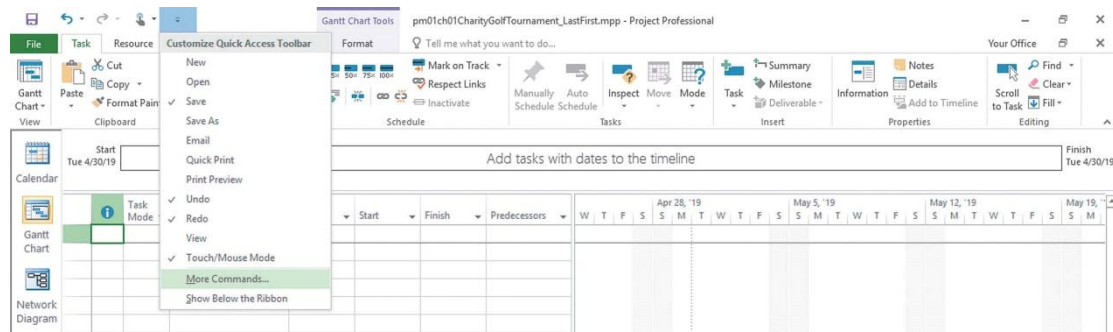 Gantt Chart Tools pm01ch01CharityGolfTournament_LastFirst.mpp - Project Professional
File Task Resource Customize Quick Access Toolbar Format Tell me what you want to do... Your Office
New
Open
Save
Save As
Email
Quick Print
Print Preview
Undo
Redo
View
Touch/Mouse Mode
More Commands...
Show Below the Ribbon
Gantt
Chart
View
Paste
Cut
Copy
Format Pain
Clipboard
50x 75x 100x
Mark on Track
Respect Links
Inactivate
Schedule
Manually
Schedule
Auto
Schedule
Inspect
Move
Mode
Tasks
Task
Summary
Milestone
Deliverable
Insert
Information
Notes
Details
Add to Timeline
Properties
Scroll
to Task
Find
Clear
Fill
Editing
Start
Tue 4/30/19
Add tasks with dates to the timeline
Finish
Tue 4/30/19
Calendar
Gantt
Chart
Network
Diagram
Task
Mode
Start
Finish
Predecessors
Apr 28, '19 May 5, '19 May 12, '19 May 19, '
W T F S S M T W T F S S M T W T F S S M T W T F S S M